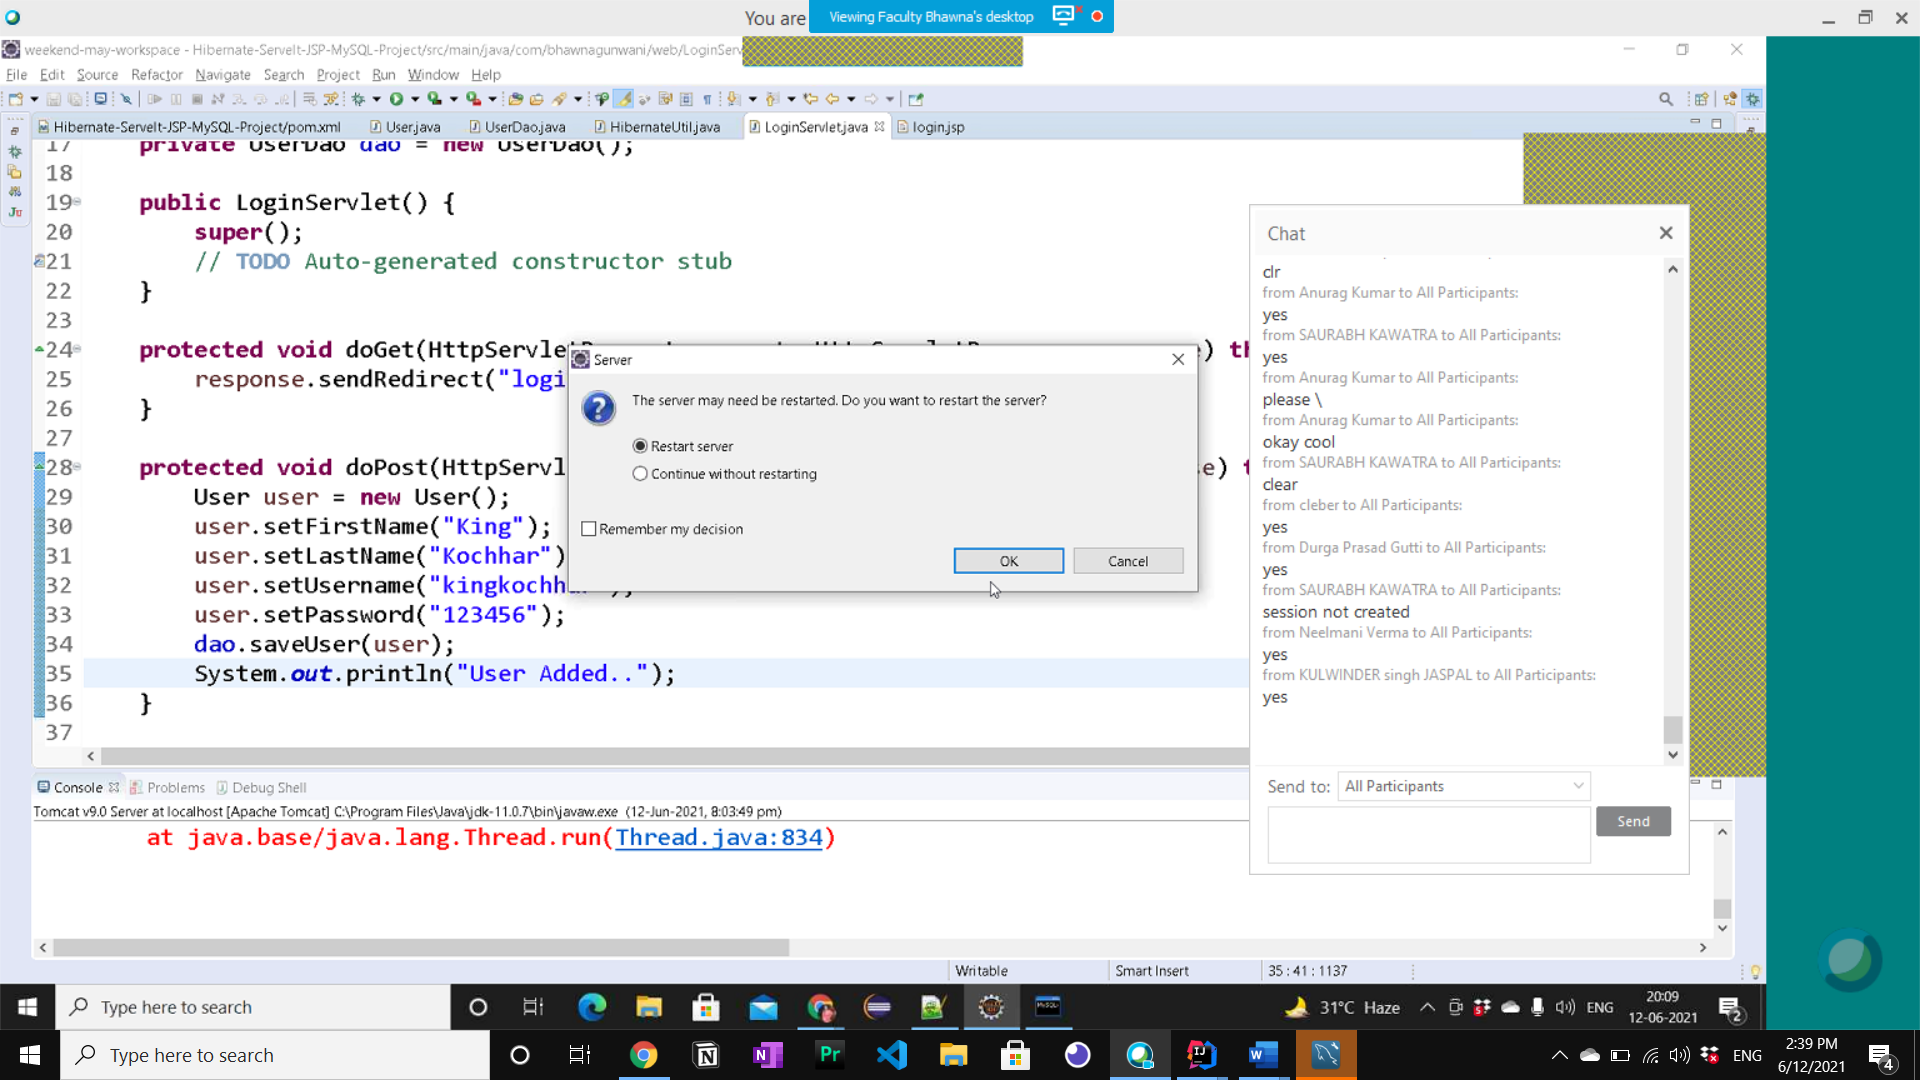 You are
Viewing Faculty Bhawna's desktop
weekend-may-workspace - Hibernate-Servelt-JSP-MySQL-Project/src/main/java/com/bhawnagunwani/web/LoginServ
File Edit Source Refactor Navigate Search Project Run Window Help
Hibernate-Servelt-JSP-MySQL-Project/pom.xml User.java UserDao.java HibernateUtil.java LoginServlet.java login.jsp
17 private UserDao dao = new UserDao();
18
19 public LoginServlet() {
20 super();
21 // TODO Auto-generated constructor stub
22 }
23
24 protected void doGet(HttpServlet
25 response.sendRedirect("logi
26 }
27
28 protected void doPost(HttpServl
29 User user = new User();
30 user.setFirstName("King");
31 user.setLastName("Kochhar")
32 user.setUsername("kingkochh
33 user.setPassword("123456");
34 dao.saveUser(user);
35 System.out.println("User Added..");
36 }
37
Server
The server may need be restarted. Do you want to restart the server?
Restart server
Continue without restarting
Remember my decision
OK Cancel
Chat
clr
from Anurag Kumar to All Participants:
yes
from SAURABH KAWATRA to All Participants:
yes
from Anurag Kumar to All Participants:
please \
from Anurag Kumar to All Participants:
okay cool
from SAURABH KAWATRA to All Participants:
clear
from cleber to All Participants:
yes
from Durga Prasad Gutti to All Participants:
yes
from SAURABH KAWATRA to All Participants:
session not created
from Neelmani Verma to All Participants:
yes
from KULWINDER singh JASPAL to All Participants:
yes
Send to: All Participants
Send
Console Problems Debug Shell
Tomcat v9.0 Server at localhost [Apache Tomcat] C:\Program Files\Java\jdk-11.0.7\bin\javaw.exe (12-Jun-2021, 8:03:49 pm)
at java.base/java.lang.Thread.run(Thread.java:834)
Writable Smart Insert 35 : 41 : 1137
Type here to search
31°C Haze ENG
20:09
12-06-2021
2
Type here to search
ENG
2:39 PM
6/12/2021
4